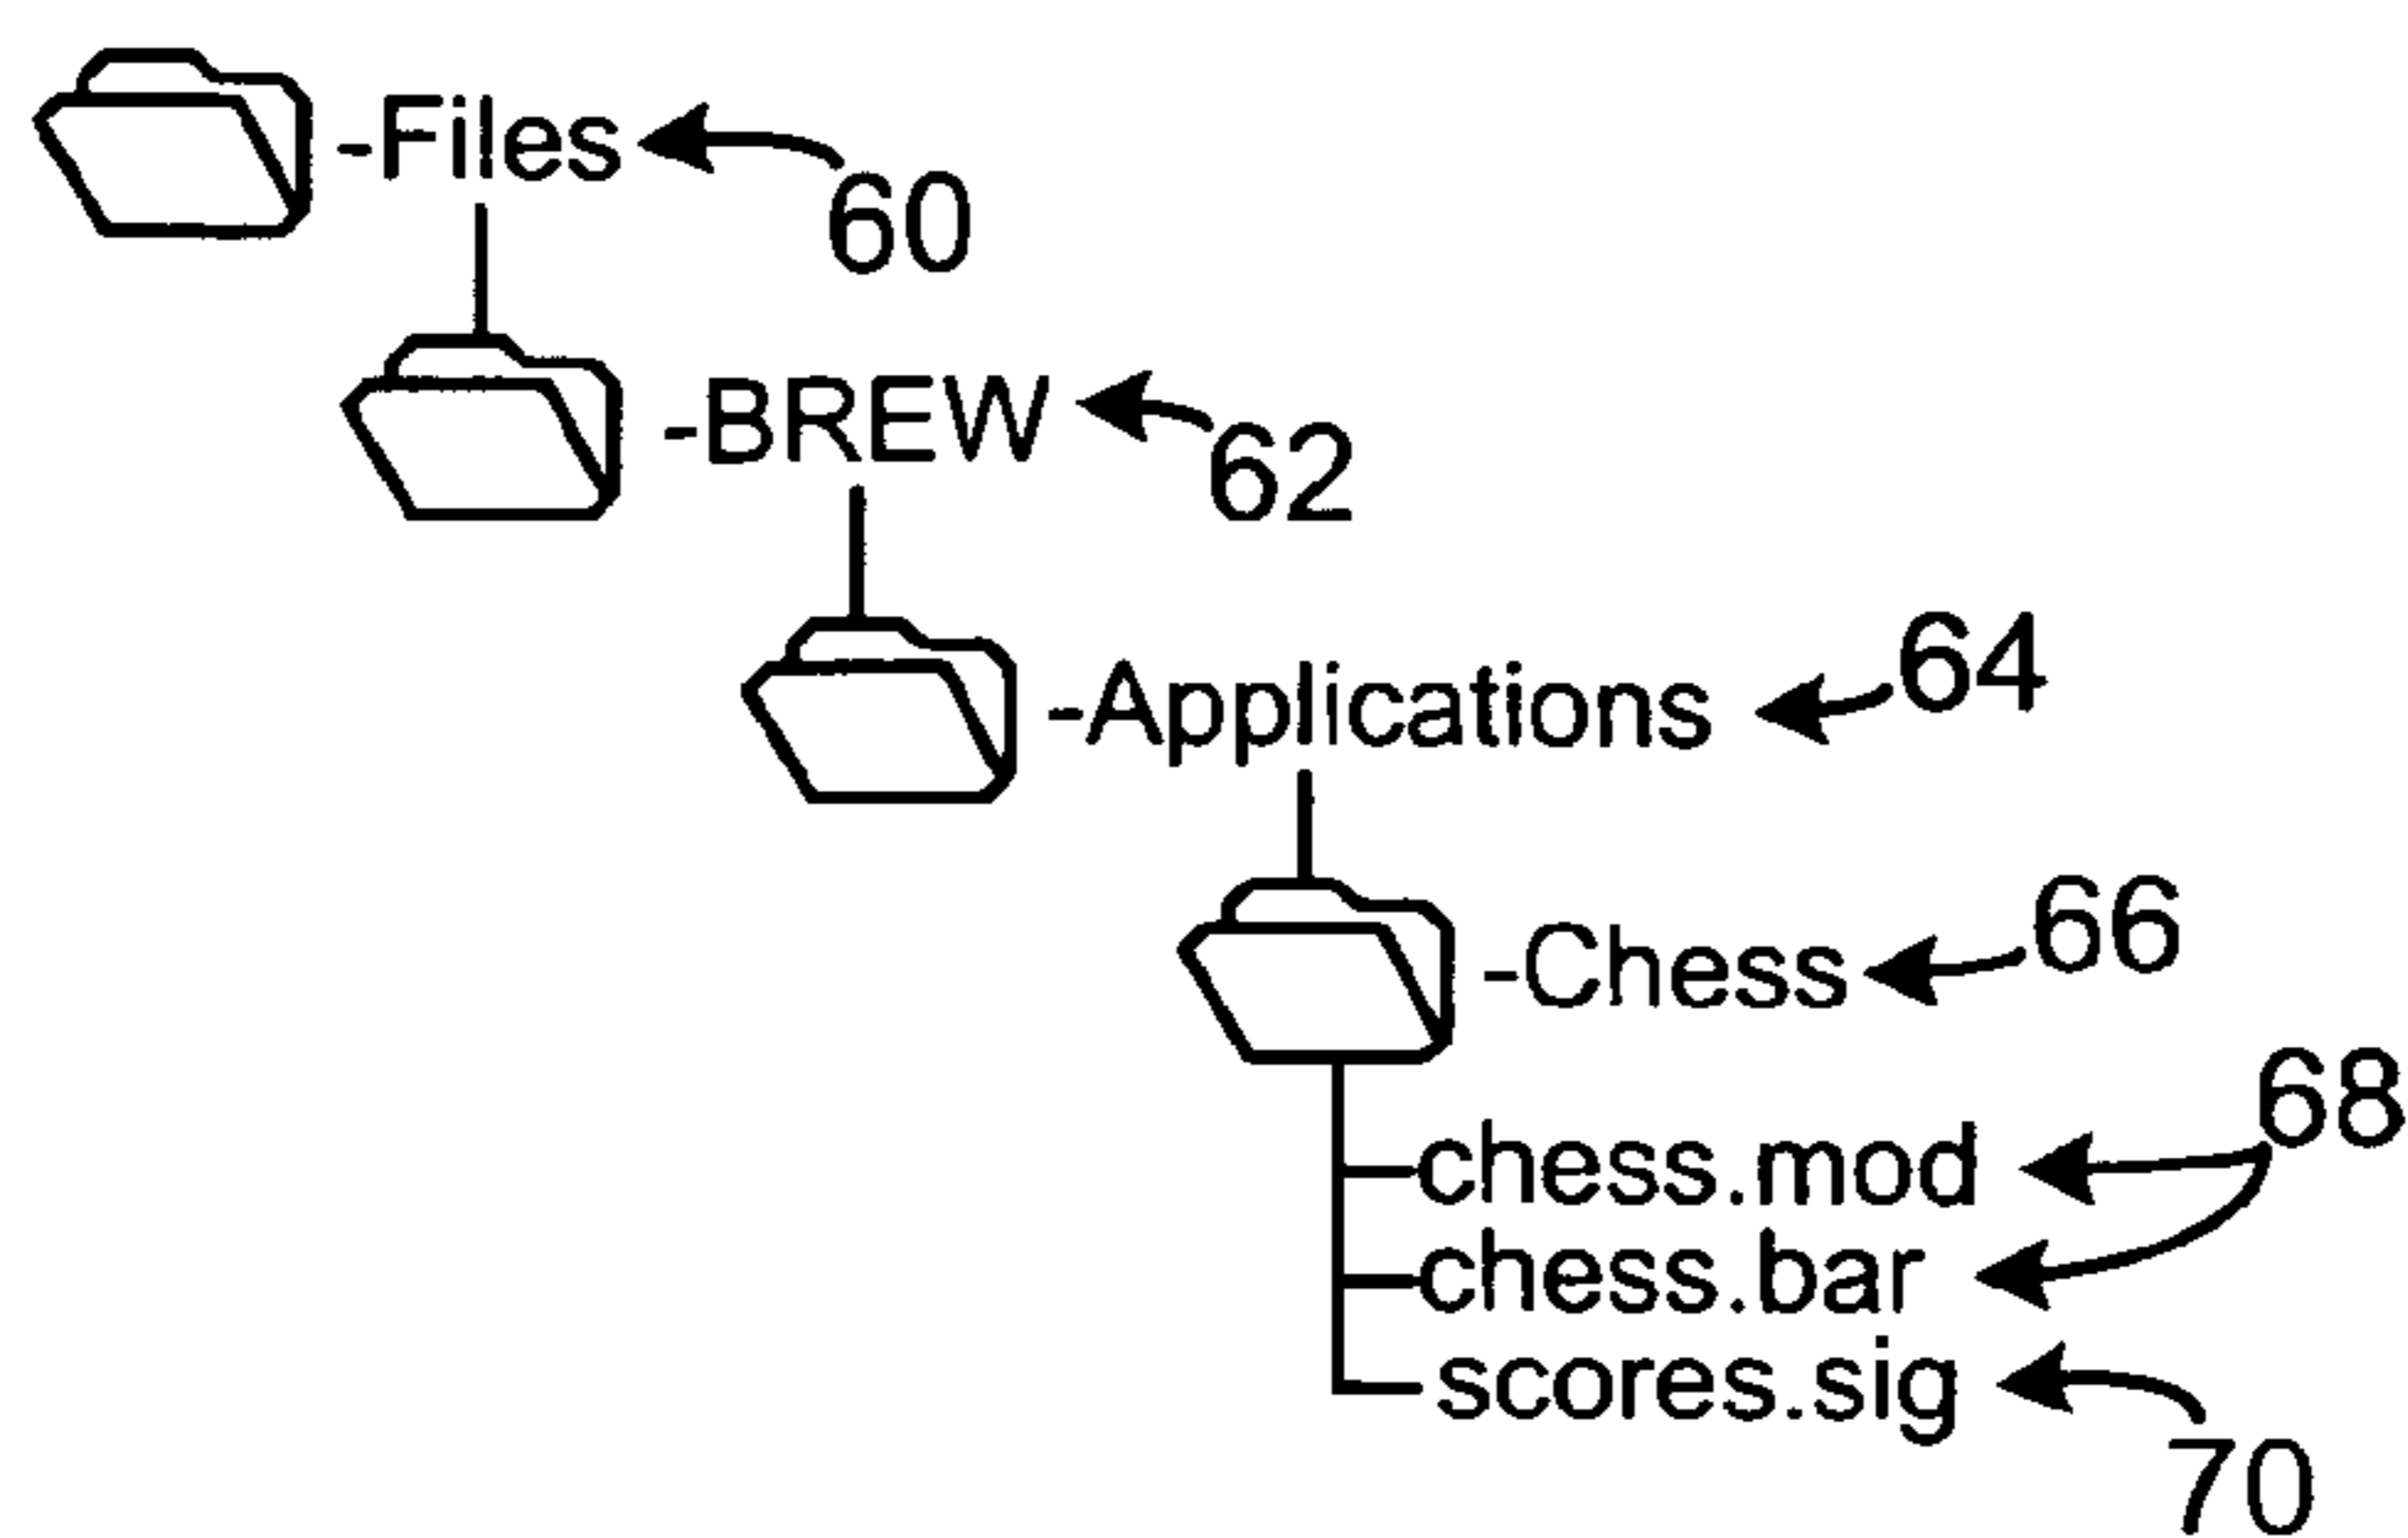 -Files
60
-BREW
62
64
-Applications
66
-Chess
68
chess.mod
chess.bar
scores.sig
70